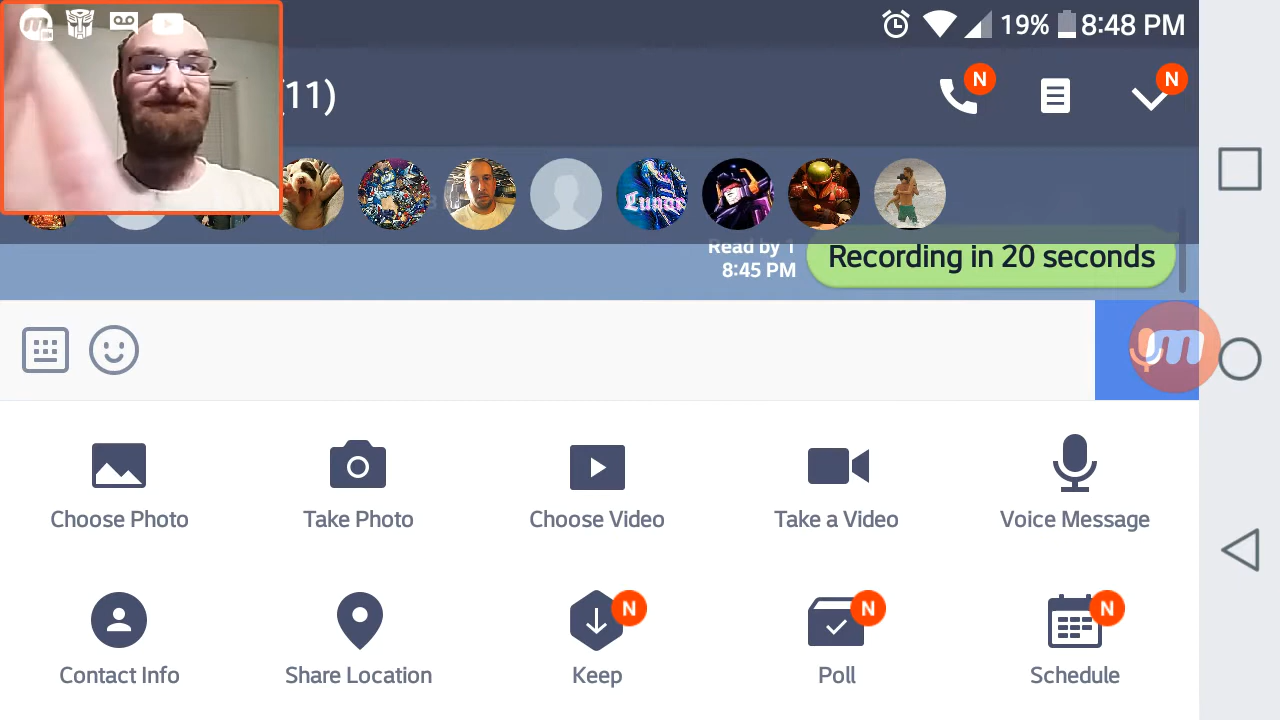 19% 8:48 PM
(11)
N
N
Lunar
Read by 1
8:45 PM
Recording in 20 seconds
Choose Photo
Take Photo
Choose Video
Take a Video
Voice Message
N
N
N
Contact Info
Share Location
Keep
Poll
Schedule